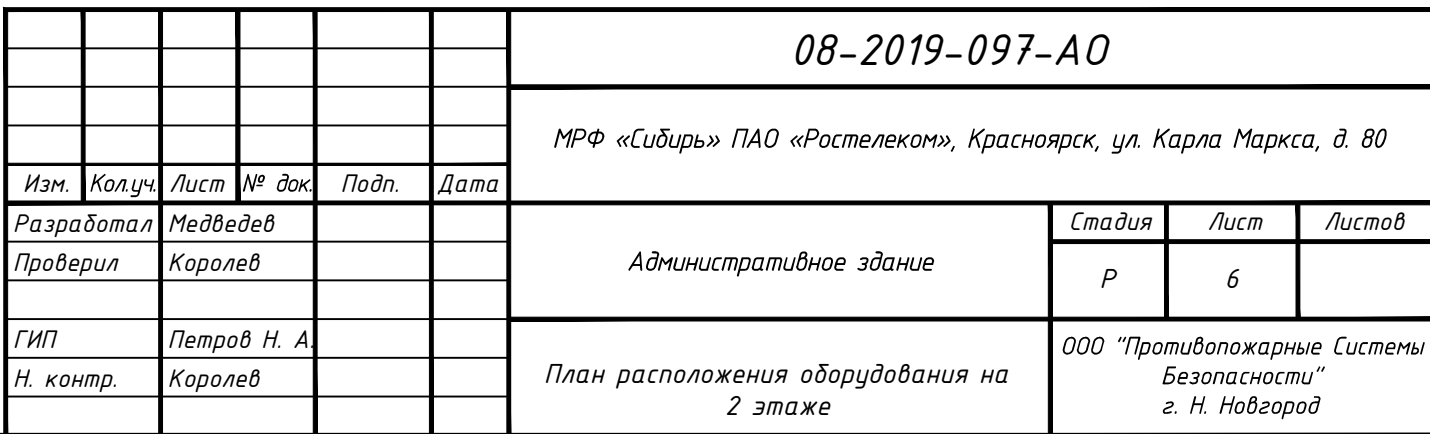 08-2019-097-АО
МРФ «Сибирь» ПАО «Ростелеком», Красноярск, ул. Карла Маркса, д. 80
Изм. Кол.уч. Лист № док. Подп. Дата
Разработал Медведев
Проверил Королев
ГИП Петров Н. А.
Н. контр. Королев
Административное здание
Стадия Лист Листов
Р 6
План расположения оборудования на
2 этаже
ООО "Противопожарные Системы
Безопасности"
г. Н. Новгород